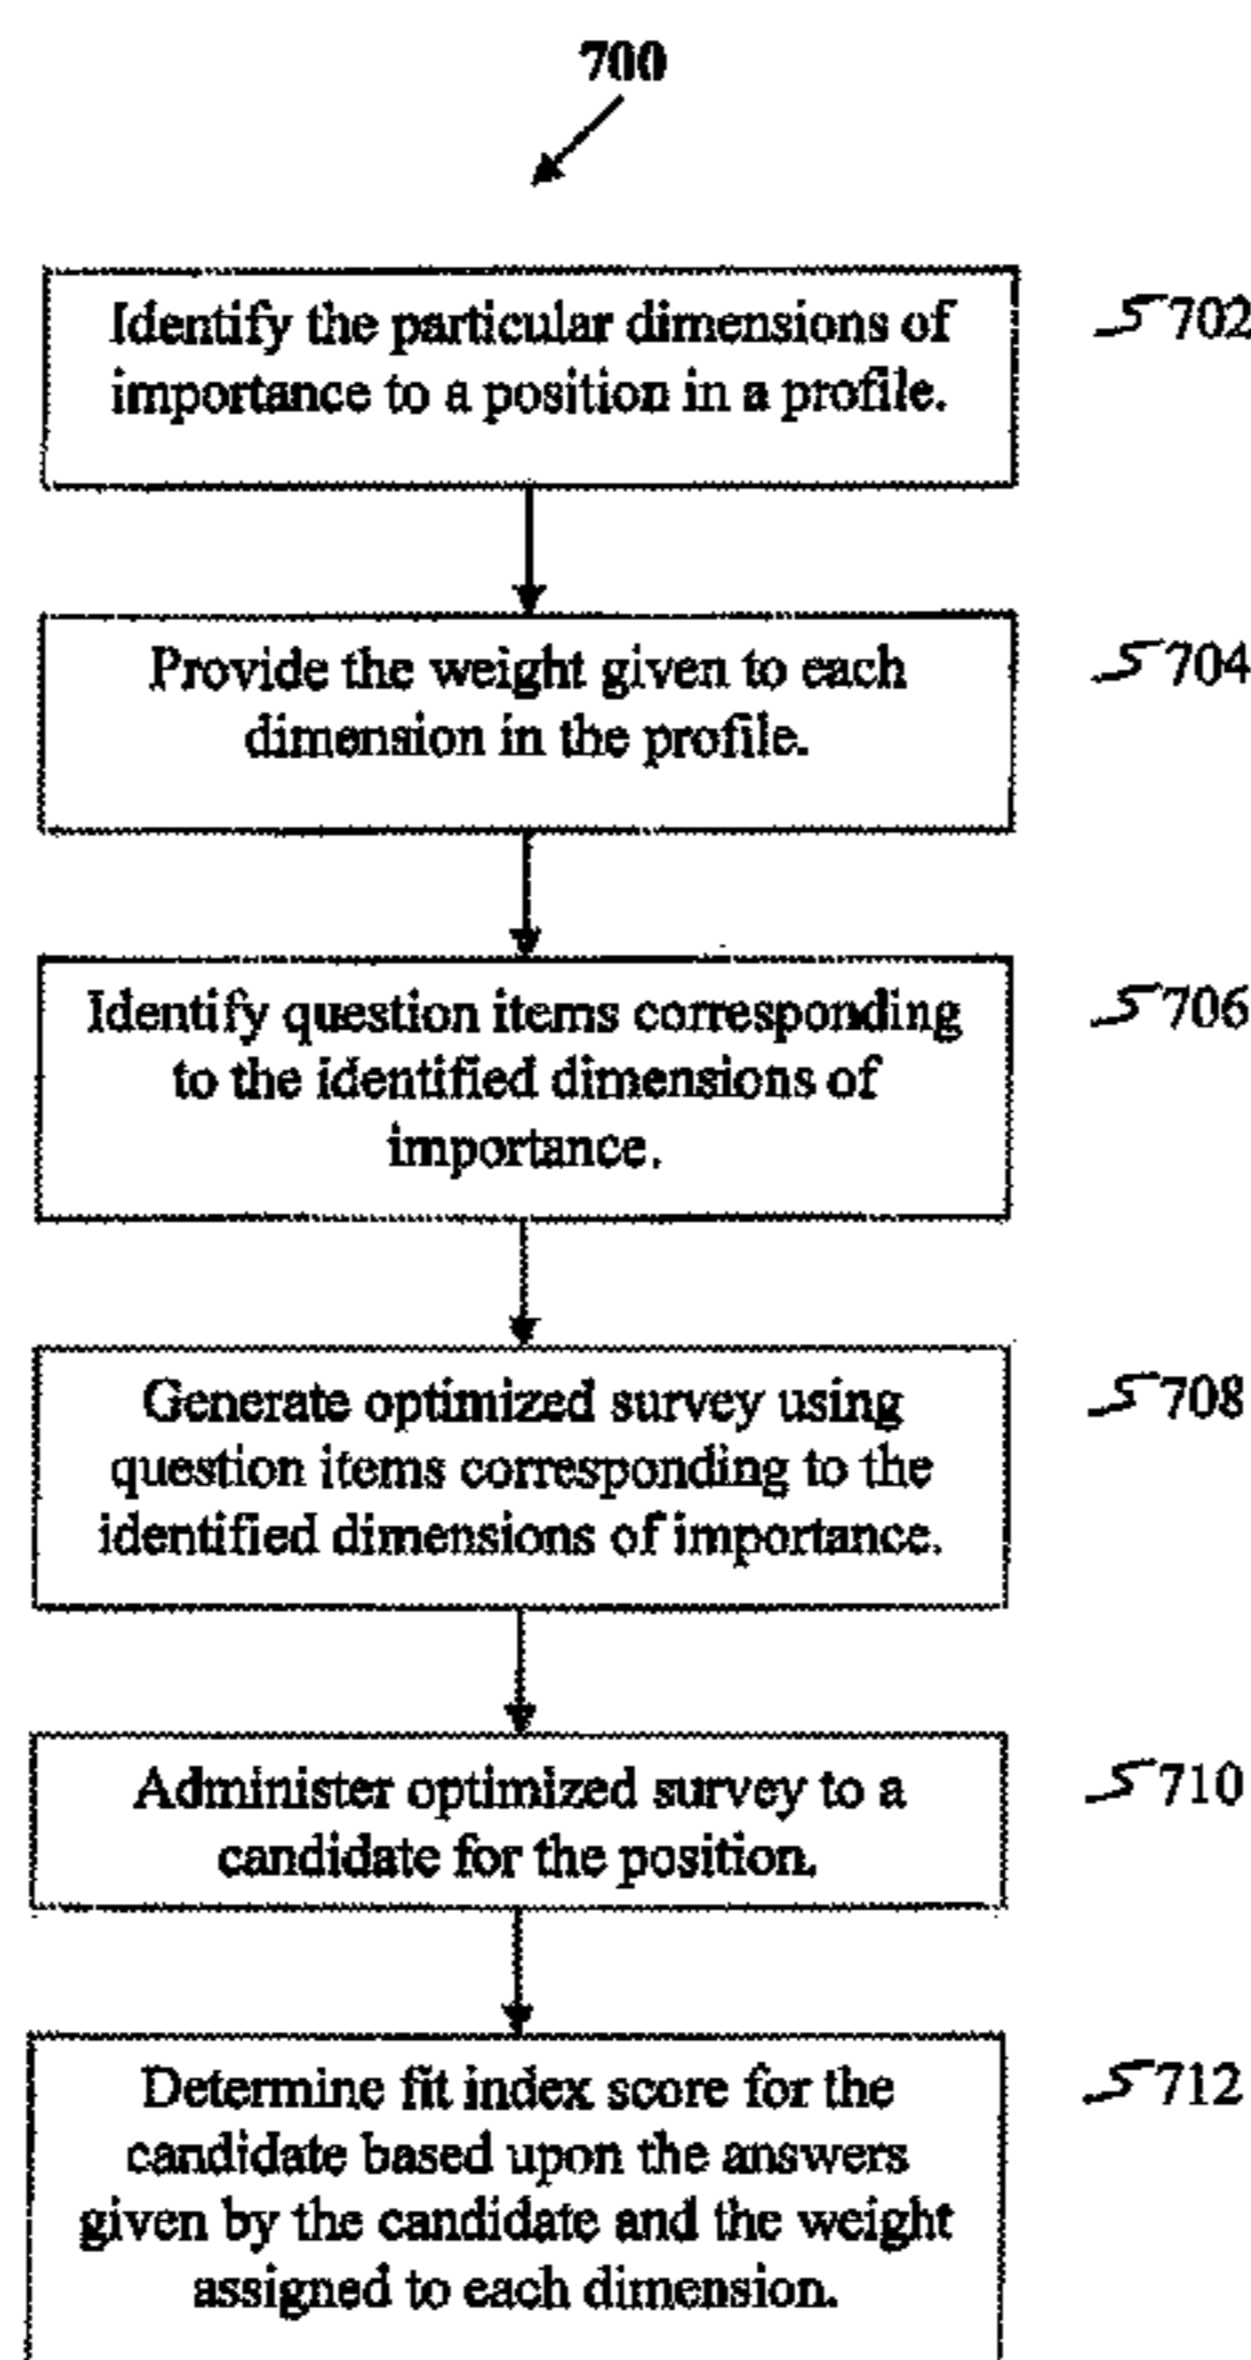 700
Identify the particular dimensions of
importance to a position in a profile.
702
Provide the weight given to each
dimension in the profile.
704
Identify question items corresponding
to the identified dimensions of
importance.
706
Generate optimized survey using
question items corresponding to the
identified dimensions of importance.
708
Administer optimized survey to a
candidate for the position.
710
Determine fit index score for the
candidate based upon the answers
given by the candidate and the weight
assigned to each dimension.
712